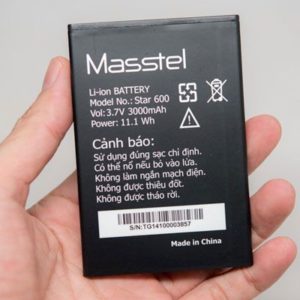 Masstel
Li-ion BATTERY
Model No.: Star 600
Vol: 3.7V 3000mAh
Power: 11.1 Wh
Cảnh báo:
Sử dụng đúng sạc chỉ định.
Có thể nổ nếu bỏ vào lửa.
Không làm ngắn mạch điện.
Không được thiêu đốt.
Không được tháo rời.
S/N:TG14100003857
Made in China